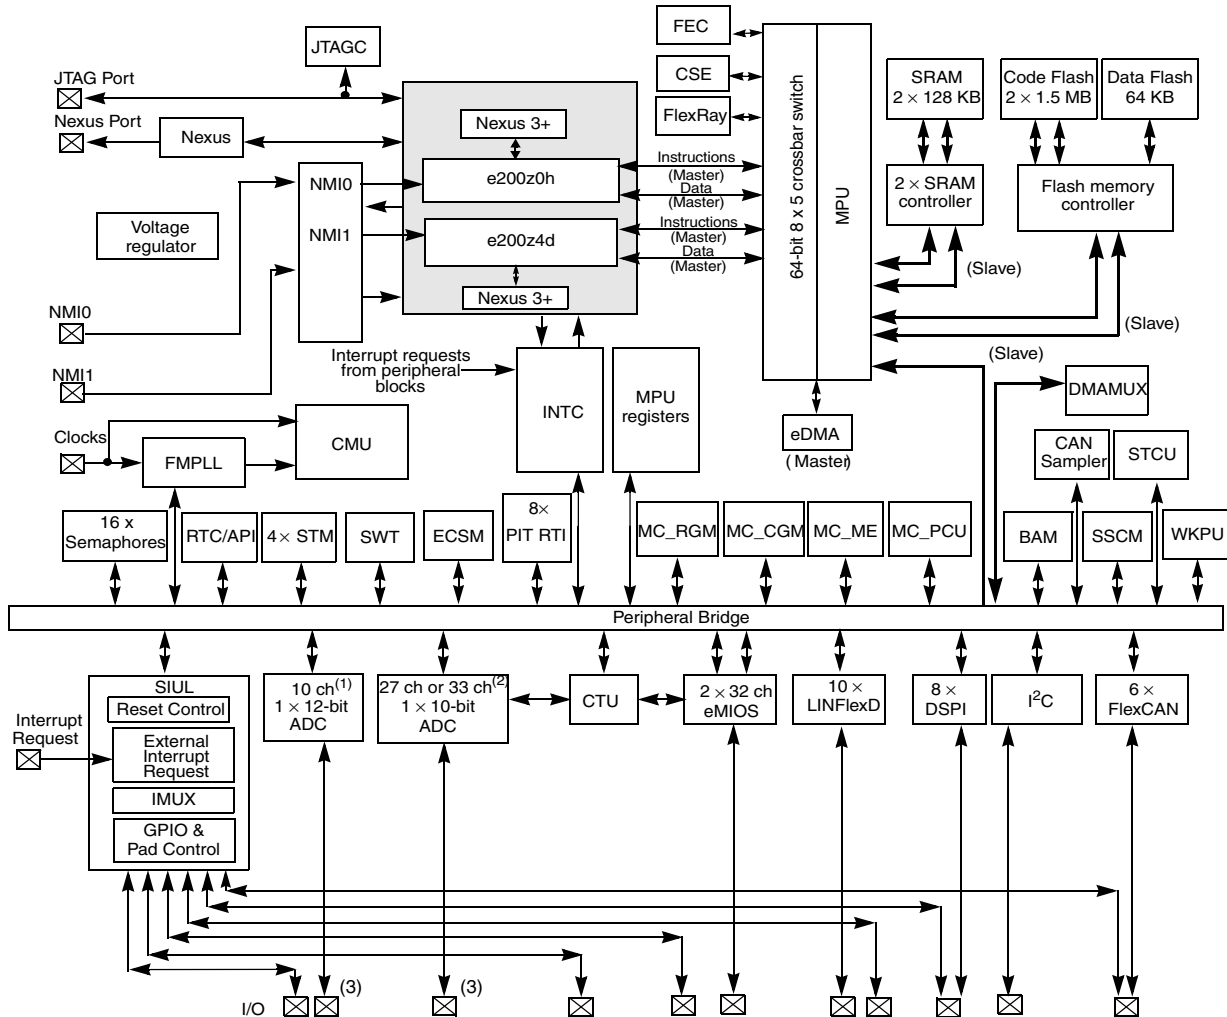 FEC
JTAGC
JTAG Port
CSE
SRAM
2 × 128 KB
Code Flash
2 × 1.5 MB
Data Flash
64 KB
Nexus Port
Nexus
Nexus 3+
FlexRay
64-bit 8 x 5 crossbar switch
MPU
NMI0
e200z0h
Instructions
(Master)
Data
(Master)
2 × SRAM
controller
Flash memory
controller
Voltage
regulator
NMI1
e200z4d
Instructions
(Master)
Data
(Master)
(Slave)
Nexus 3+
NMI0
(Slave)
Interrupt requests
from peripheral
blocks
(Slave)
NMI1
INTC
MPU
registers
DMAMUX
Clocks
CMU
eDMA
(Master)
FMPLL
CAN
Sampler
STCU
16 x
Semaphores
RTC/API
4 × STM
SWT
ECSM
8×
PIT RTI
MC_RGM
MC_CGM
MC_ME
MC_PCU
BAM
SSCM
WKPU
Peripheral Bridge
SIUL
Reset Control
10 ch(1)
1 × 12-bit
ADC
27 ch or 33 ch(2)
1 × 10-bit
ADC
CTU
2 × 32 ch
eMIOS
10 ×
LINFlexD
8 ×
DSPI
I2C
6 ×
FlexCAN
Interrupt
Request
External
Interrupt
Request
IMUX
GPIO &
Pad Control
I/O
(3)
(3)